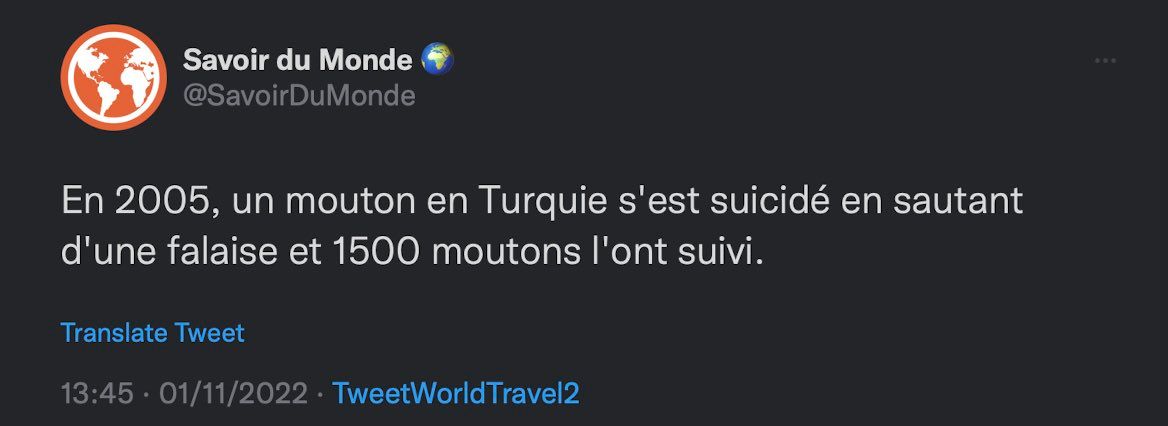 Savoir du Monde 🌍
@SavoirDuMonde
En 2005, un mouton en Turquie s'est suicidé en sautant
d'une falaise et 1500 moutons l'ont suivi.
Translate Tweet
13:45 · 01/11/2022 · TweetWorldTravel2